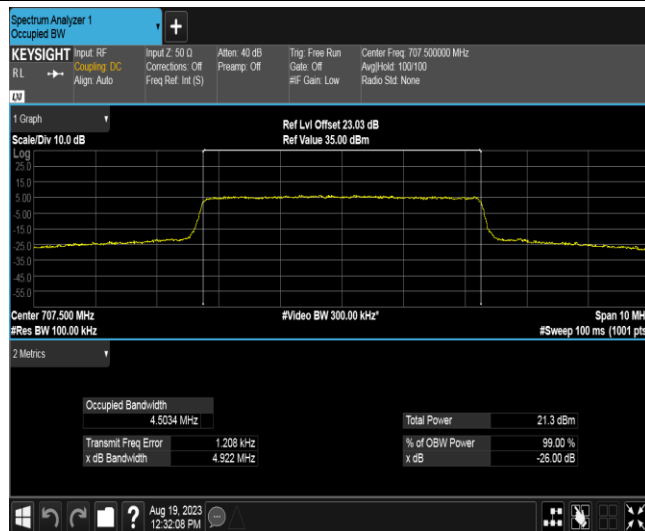 Spectrum Analyzer 1
Occupied BW
+
KEYSIGHT
RL
LXI
Input: RF
Coupling: DC
Align: Auto
Input Z: 50 Ω
Corrections: Off
Freq Ref: Int (S)
Atten: 40 dB
Preamp: Off
Trig: Free Run
Gate: Off
#IF Gain: Low
Center Freq: 707.500000 MHz
Avg|Hold: 100/100
Radio Std: None
1 Graph
Scale/Div 10.0 dB
Ref Lvl Offset 23.03 dB
Ref Value 35.00 dBm
Log
25.0
15.0
5.00
-5.00
-15.0
-25.0
-35.0
-45.0
-55.0
Center 707.500 MHz
#Res BW 100.00 kHz
#Video BW 300.00 kHz*
Span 10 MH
#Sweep 100 ms (1001 pts
2 Metrics
Occupied Bandwidth
4.5034 MHz
Transmit Freq Error 1.208 kHz
x dB Bandwidth 4.922 MHz
Total Power 21.3 dBm
% of OBW Power 99.00 %
x dB -26.00 dB
?
Aug 19, 2023
12:32:08 PM